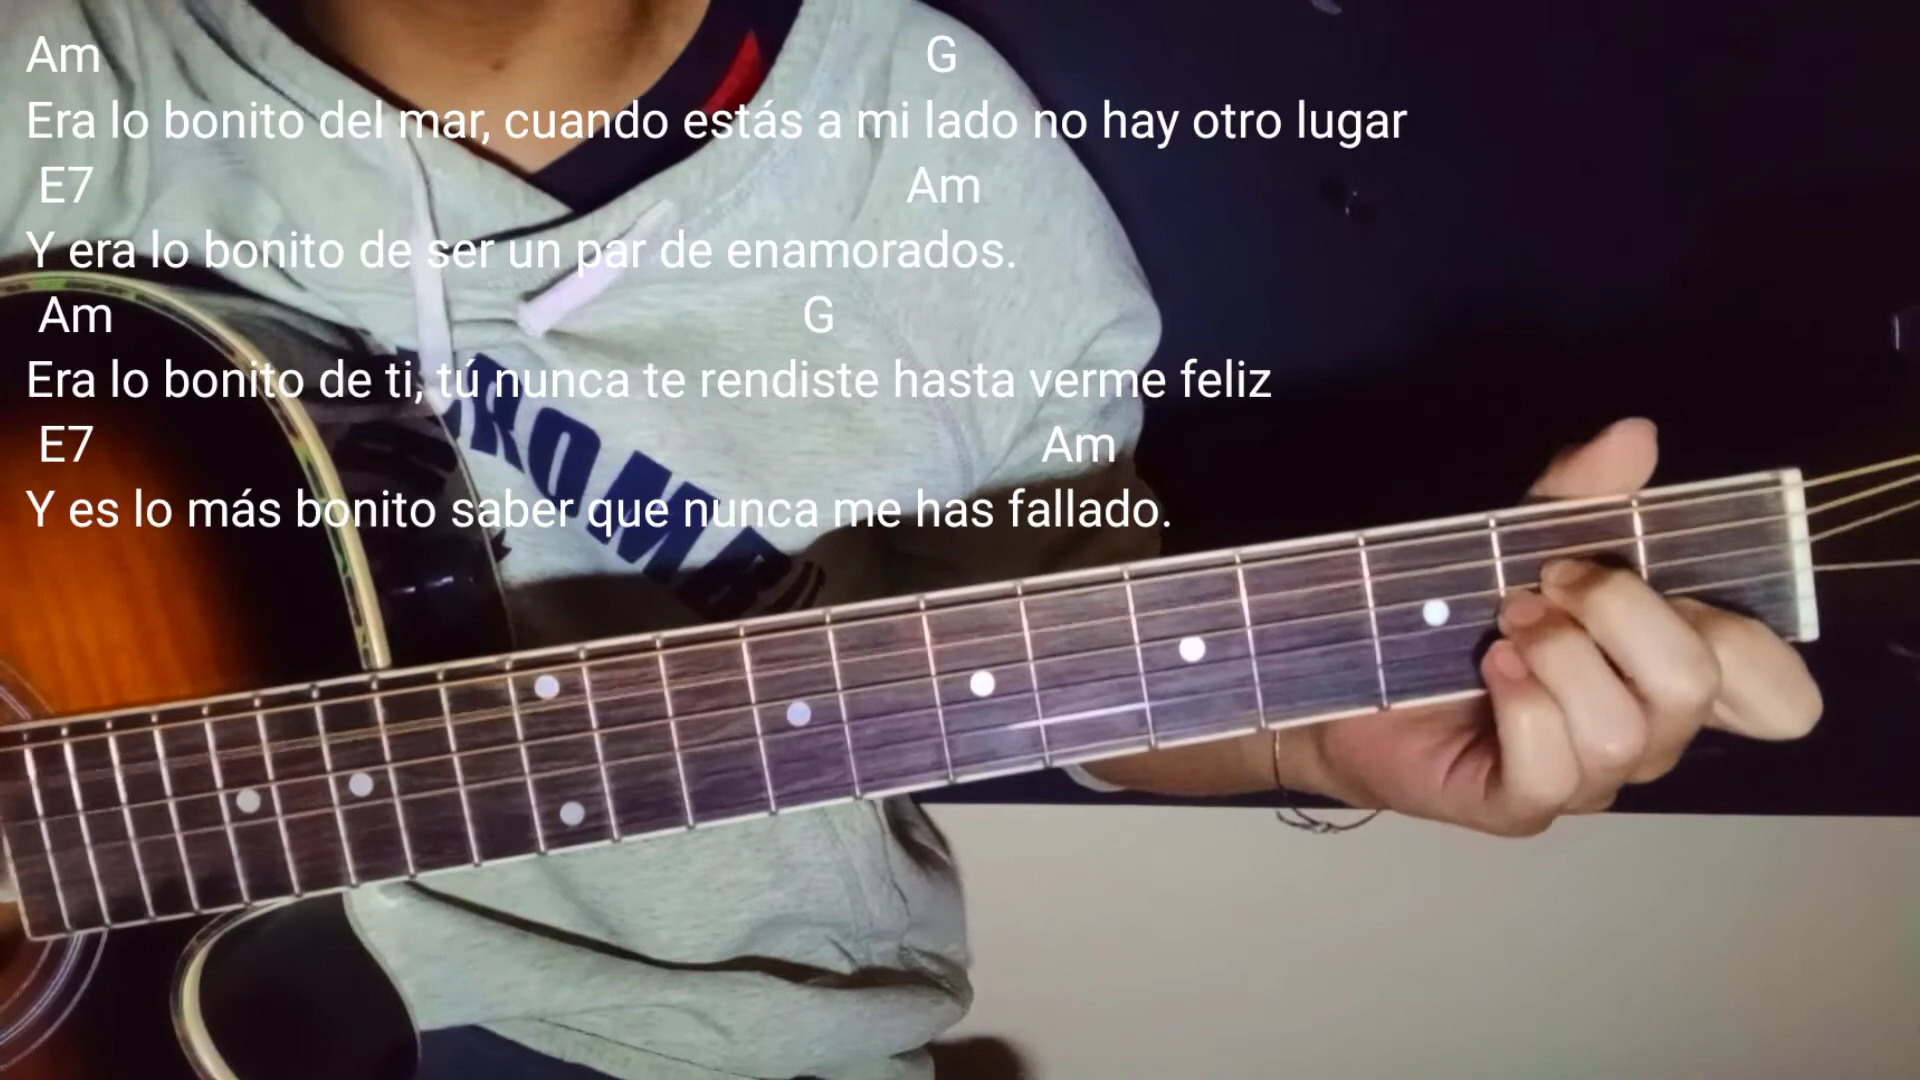 Am G
Era lo bonito del mar, cuando estás a mi lado no hay otro lugar
E7 Am
Y era lo bonito de ser un par de enamorados.
Am G
Era lo bonito de ti, tú nunca te rendiste hasta verme feliz
E7 Am
Y es lo más bonito saber que nunca me has fallado.